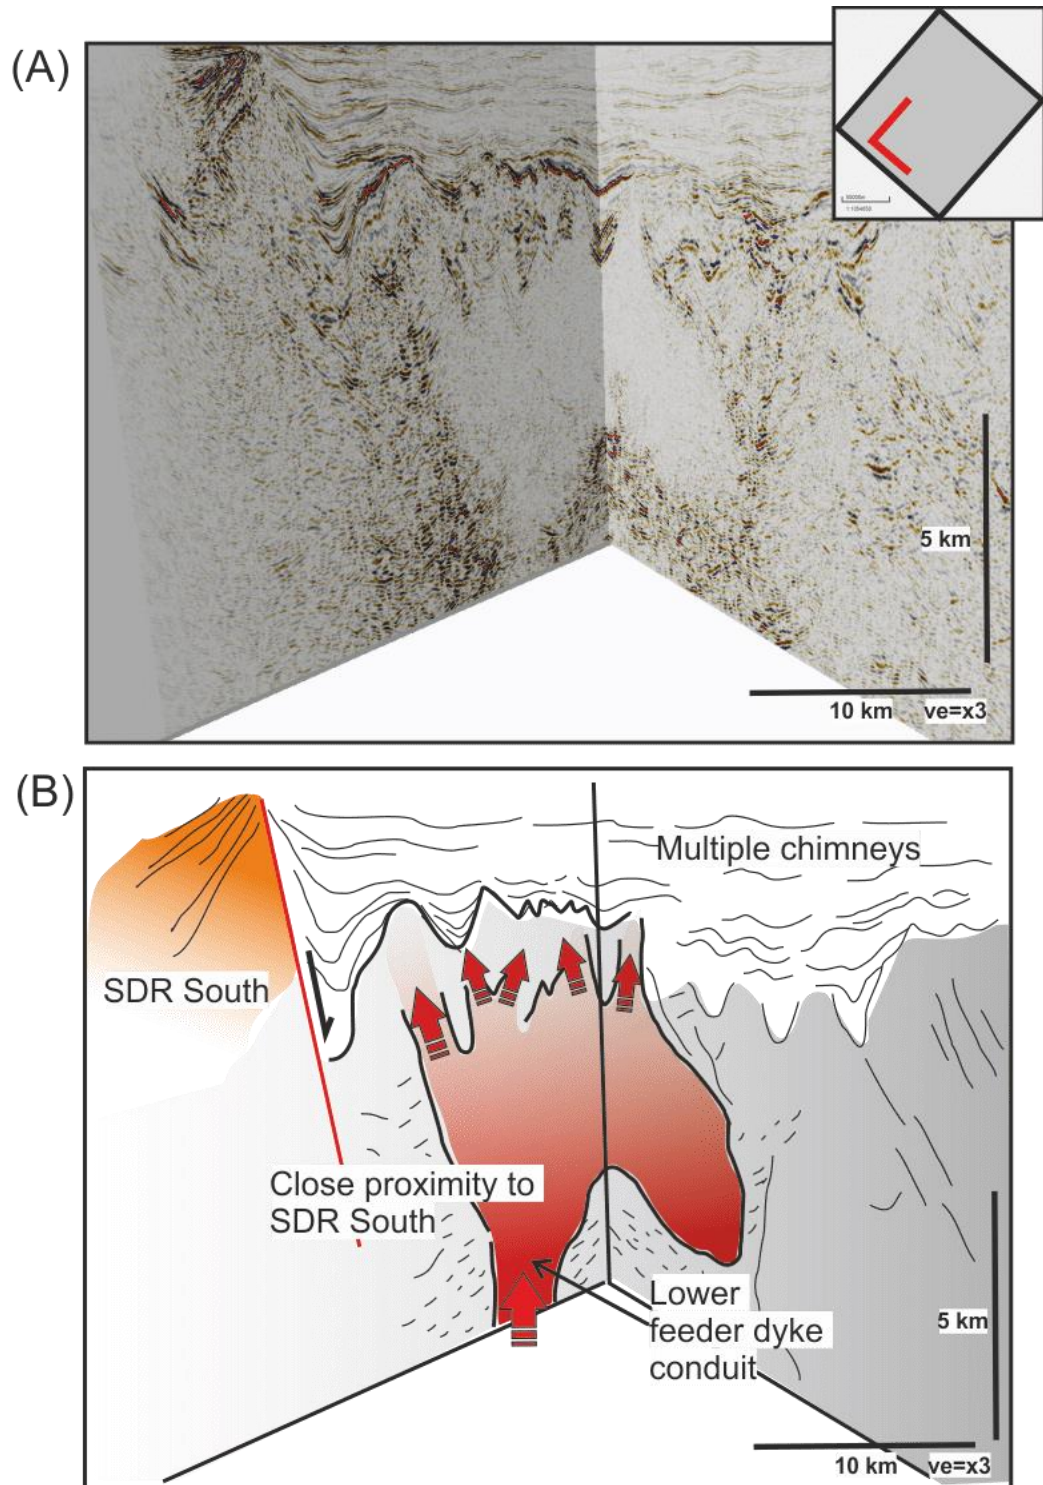 (A)
5 km
10 km ve=x3
(B)
Multiple chimneys
SDR South
Close proximity to
SDR South
Lower
feeder dyke
conduit
5 km
10 km ve=x3